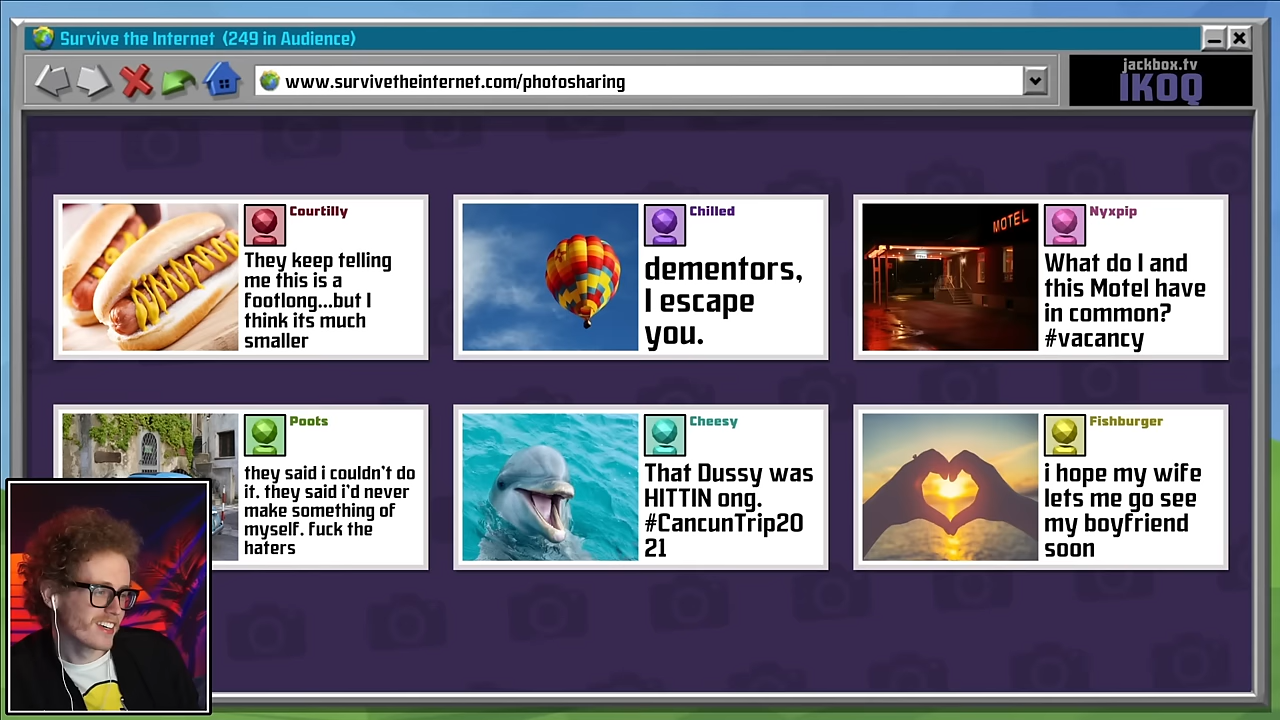 Survive the Internet (249 in Audience)
www.survivetheinternet.com/photosharing
jackbox.tv
IKOQ
Courtilly
They keep telling
me this is a
footlong...but I
think its much
smaller
Chilled
dementors,
I escape
you.
Nyxpip
MOTEL
What do I and
this Motel have
in common?
#vacancy
Poots
they said i couldn't do
it. they said i'd never
make something of
myself. fuck the
haters
Cheesy
That Dussy was
HITTIN ong.
#CancunTrip20
21
Fishburger
i hope my wife
lets me go see
my boyfriend
soon